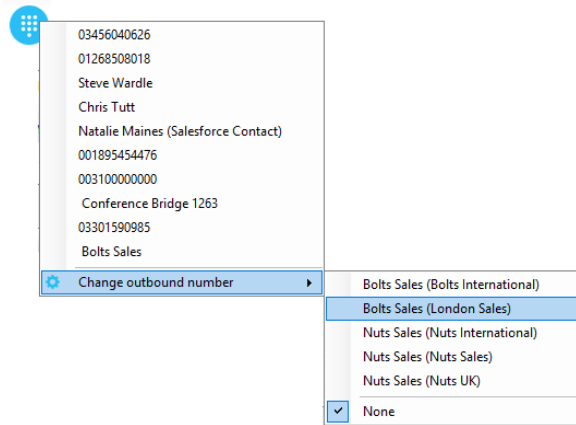 03456040626
01268508018
Steve Wardle
Chris Tutt
Natalie Maines (Salesforce Contact)
001895454476
003100000000
Conference Bridge 1263
03301590985
Bolts Sales
Change outbound number
Bolts Sales (Bolts International)
Bolts Sales (London Sales)
Nuts Sales (Nuts International)
Nuts Sales (Nuts Sales)
Nuts Sales (Nuts UK)
None